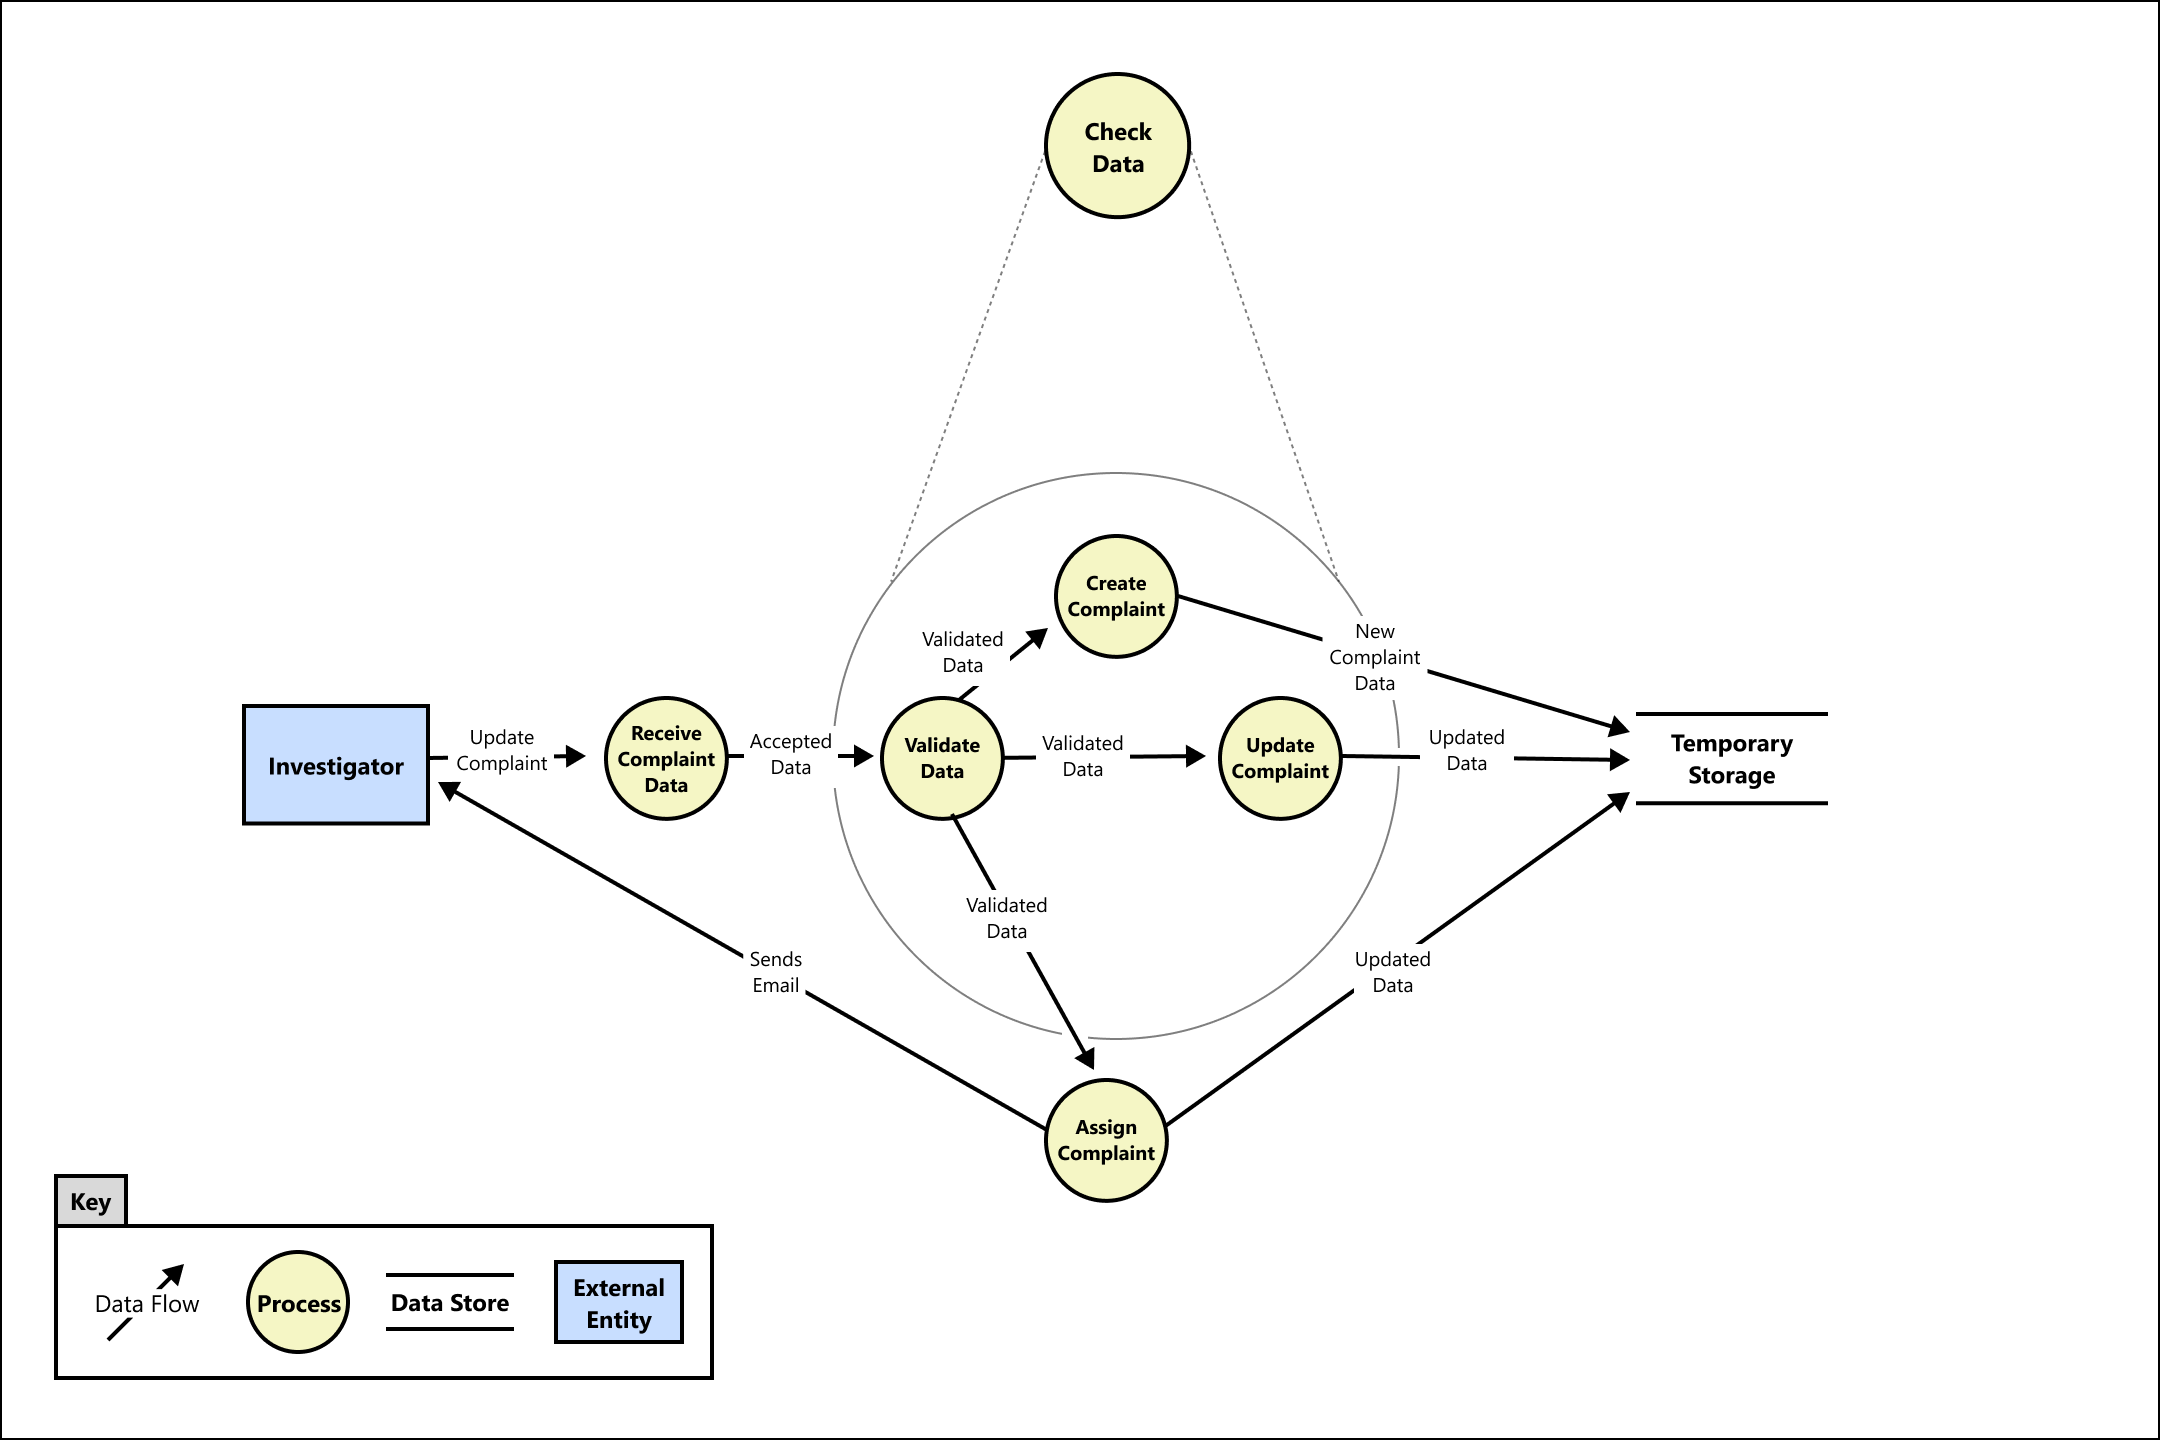 Check
Data
Create
Complaint
Validated
Data
New
Complaint
Data
Investigator
Update
Complaint
Receive
Complaint
Data
Accepted
Data
Validate
Data
Validated
Data
Update
Complaint
Updated
Data
Temporary
Storage
Validated
Data
Sends
Email
Updated
Data
Assign
Complaint
Key
Data Flow
Process
Data Store
External
Entity